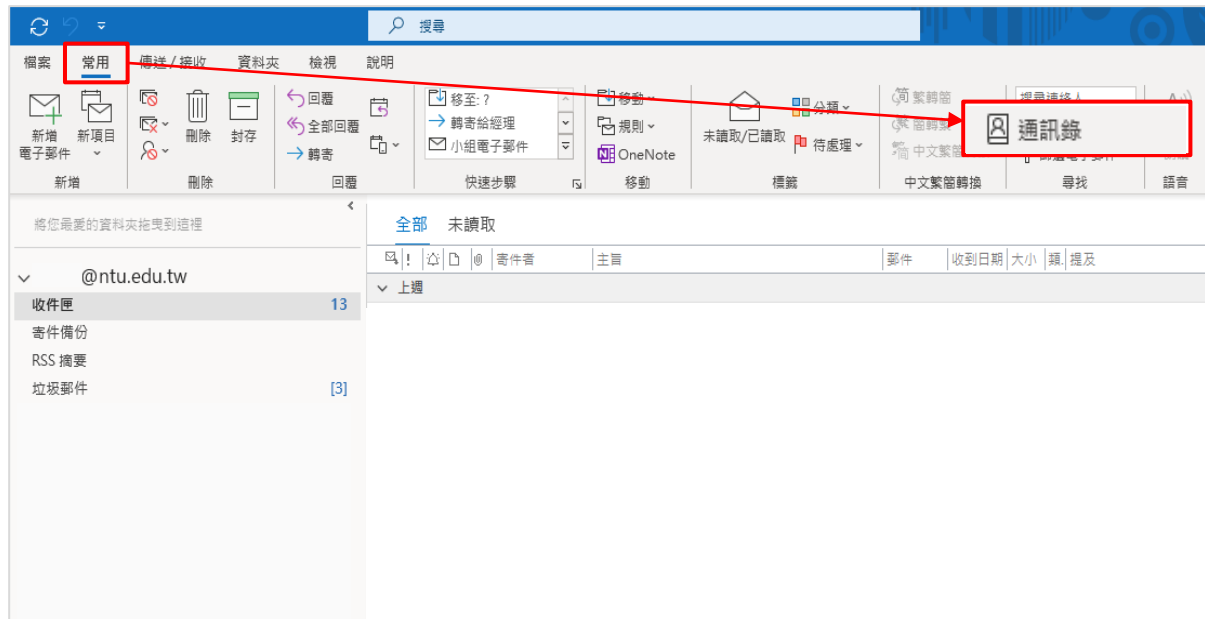 搜尋
檔案 常用 傳送 / 接收 資料夾 檢視 說明
新增
電子郵件
新項目
新增
刪除
封存
刪除
回覆
全部回覆
轉寄
回覆
移至: ?
轉寄給經理
小組電子郵件
快速步驟
移動
規則
OneNote
移動
未讀取/已讀取
分類
待處理
標籤
繁轉簡
簡轉繁
中文繁簡
中文繁簡轉換
搜尋連絡人
通訊錄
篩選電子郵件
尋找
語音
將您最愛的資料夾拖曳到這裡
@ntu.edu.tw
收件匣 13
寄件備份
RSS 摘要
垃圾郵件 [3]
全部 未讀取
! 寄件者 主旨 郵件 收到日期 大小 類. 提及
上週